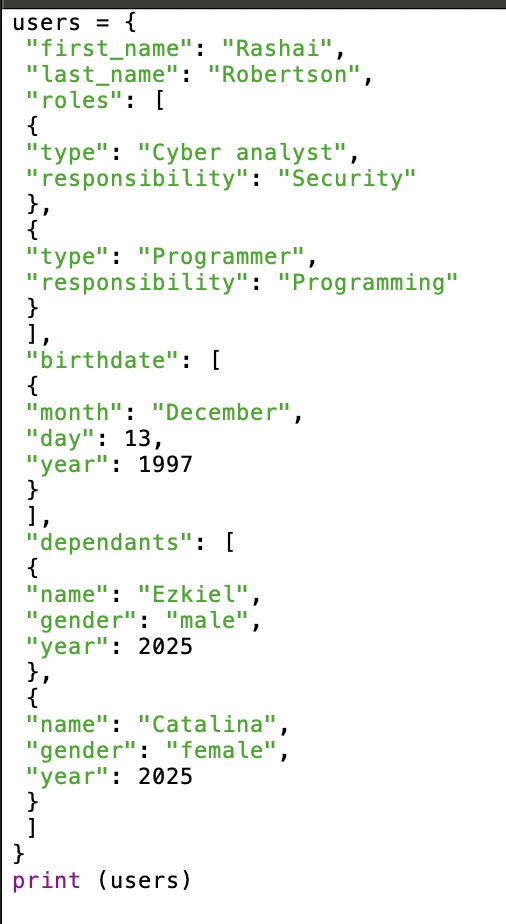 users = {
 "first_name": "Rashai",
 "last_name": "Robertson",
 "roles": [
 {
 "type": "Cyber analyst",
 "responsibility": "Security"
 },
 {
 "type": "Programmer",
 "responsibility": "Programming"
 }
 ],
 "birthdate": [
 {
 "month": "December",
 "day": 13,
 "year": 1997
 }
 ],
 "dependants": [
 {
 "name": "Ezkiel",
 "gender": "male",
 "year": 2025
 },
 {
 "name": "Catalina",
 "gender": "female",
 "year": 2025
 }
 ]
}
print (users)